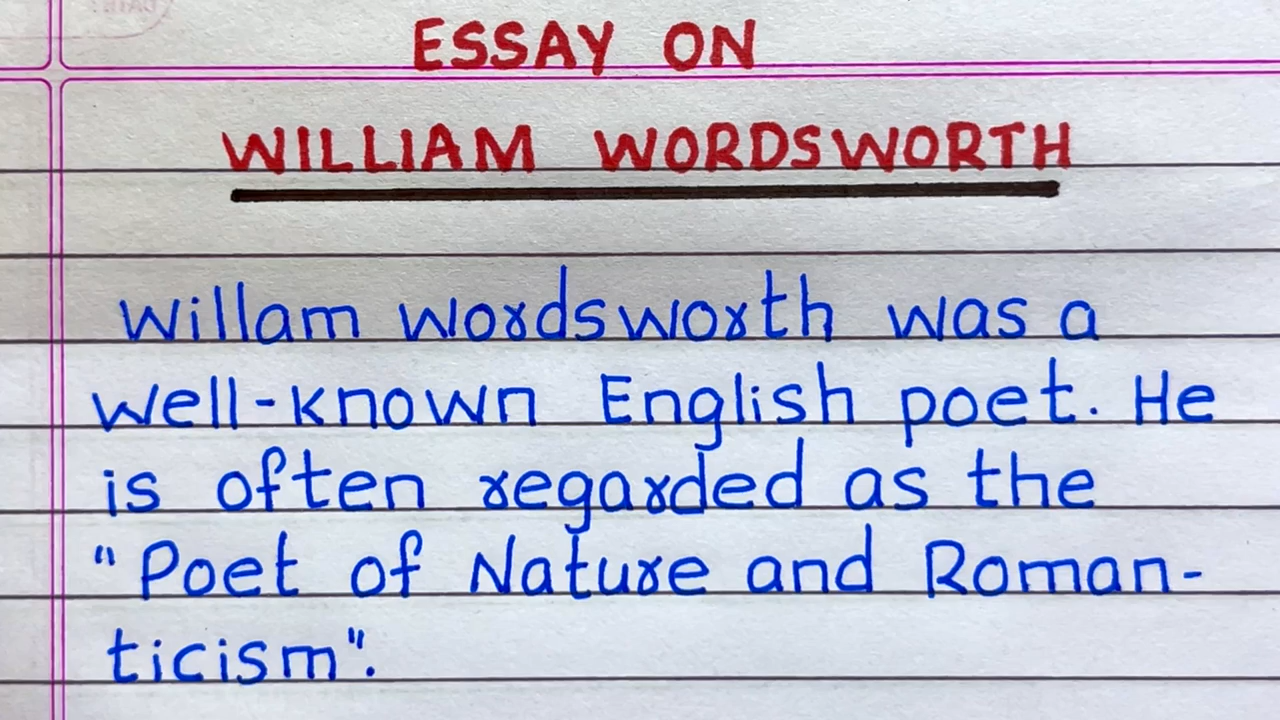 ESSAY ON
WILLIAM WORDSWORTH
Willam wordsworth was a
well-known English poet. He
is often regarded as the
"Poet of Nature and Roman-
ticism".